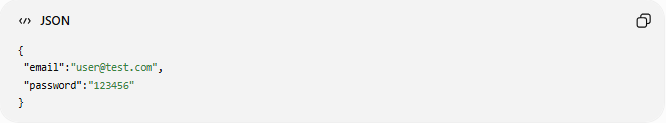 JSON
{
"email":"user@test.com",
"password":"123456"
}